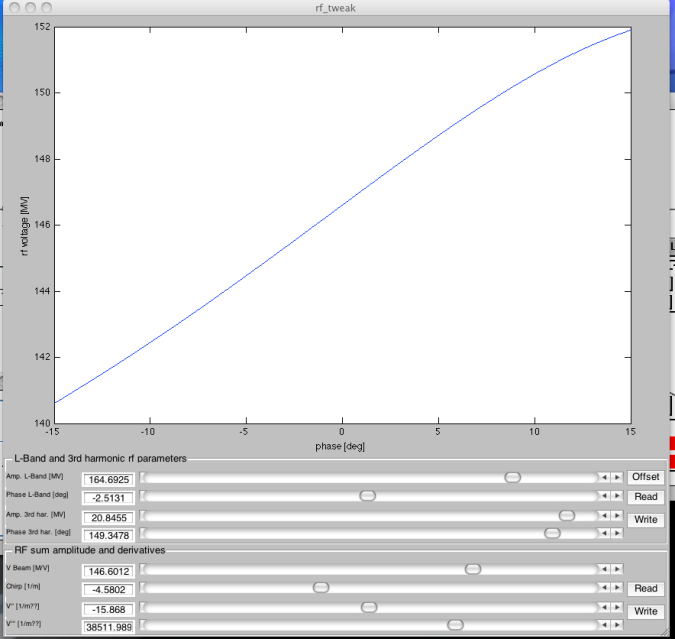 rf_tweak
152
150
148
146
144
142
140
rf voltage [MV]
-15 -10 -5 0 5 10 15
phase [deg]
L-Band and 3rd harmonic rf parameters
Amp. L-Band [MV] 164.6925 Offset
Phase L-Band [deg] -2.5131 Read
Amp. 3rd har. [MV] 20.8455 Write
Phase 3rd har. [deg] 149.3478
RF sum amplitude and derivatives
V Beam [MV] 146.6012
Chirp [1/m] -4.5802 Read
V'' [1/m??] -15.868 Write
V''' [1/m??] 38511.989